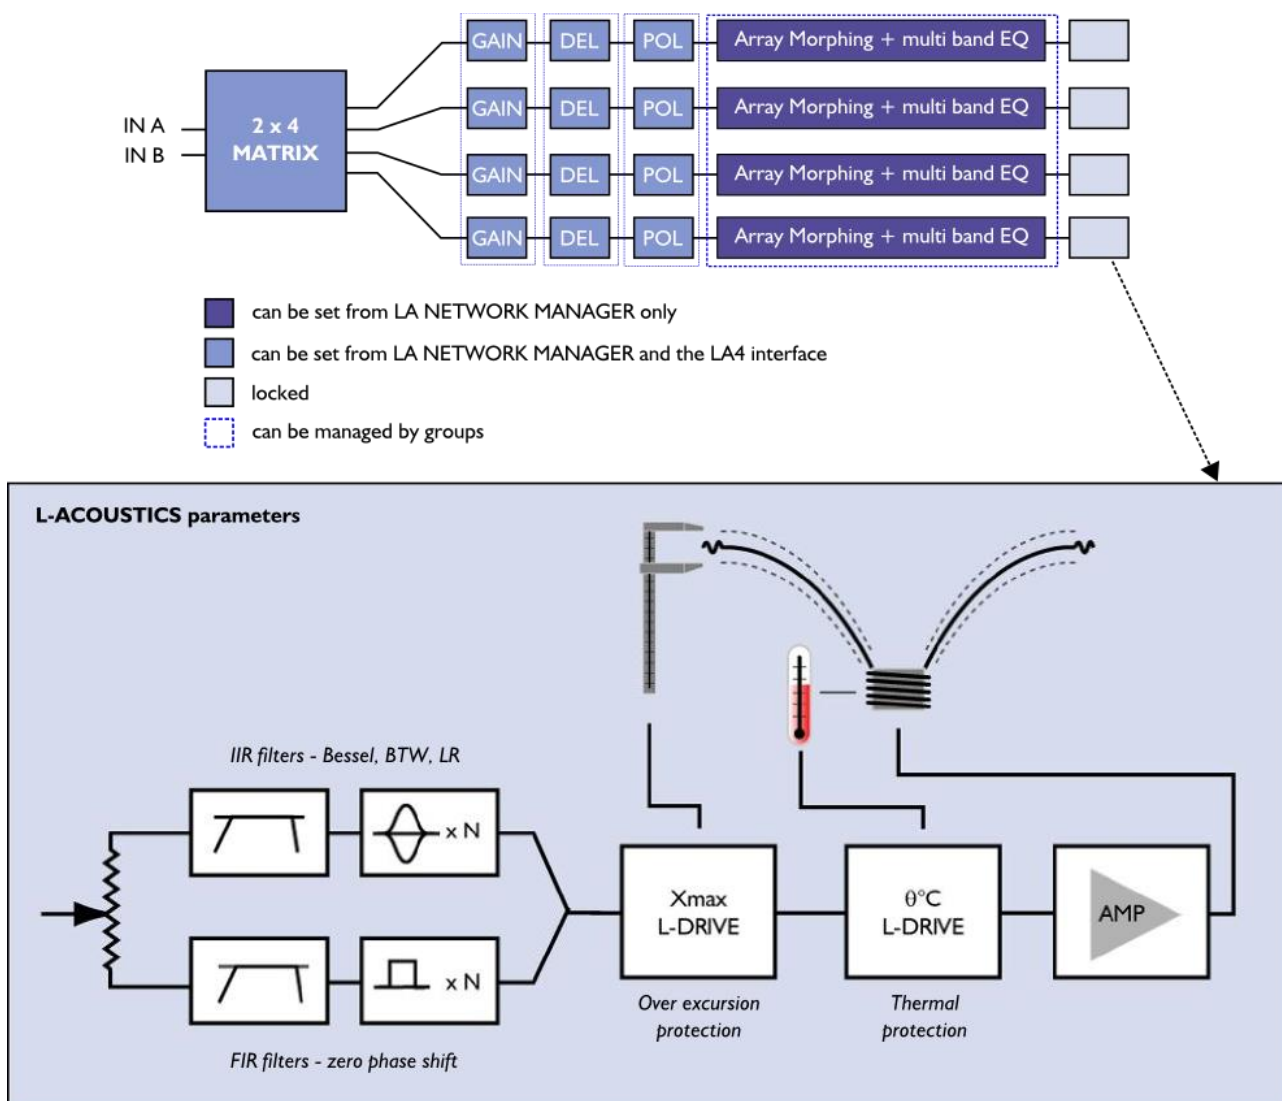 GAIN DEL POL Array Morphing + multi band EQ
GAIN DEL POL Array Morphing + multi band EQ
IN A
IN B
2 x 4
MATRIX
GAIN DEL POL Array Morphing + multi band EQ
GAIN DEL POL Array Morphing + multi band EQ
can be set from LA NETWORK MANAGER only
can be set from LA NETWORK MANAGER and the LA4 interface
locked
can be managed by groups
L-ACOUSTICS parameters
IIR filters - Bessel, BTW, LR
x N
x N
FIR filters - zero phase shift
Xmax
L-DRIVE
Over excursion
protection
θ°C
L-DRIVE
Thermal
protection
AMP